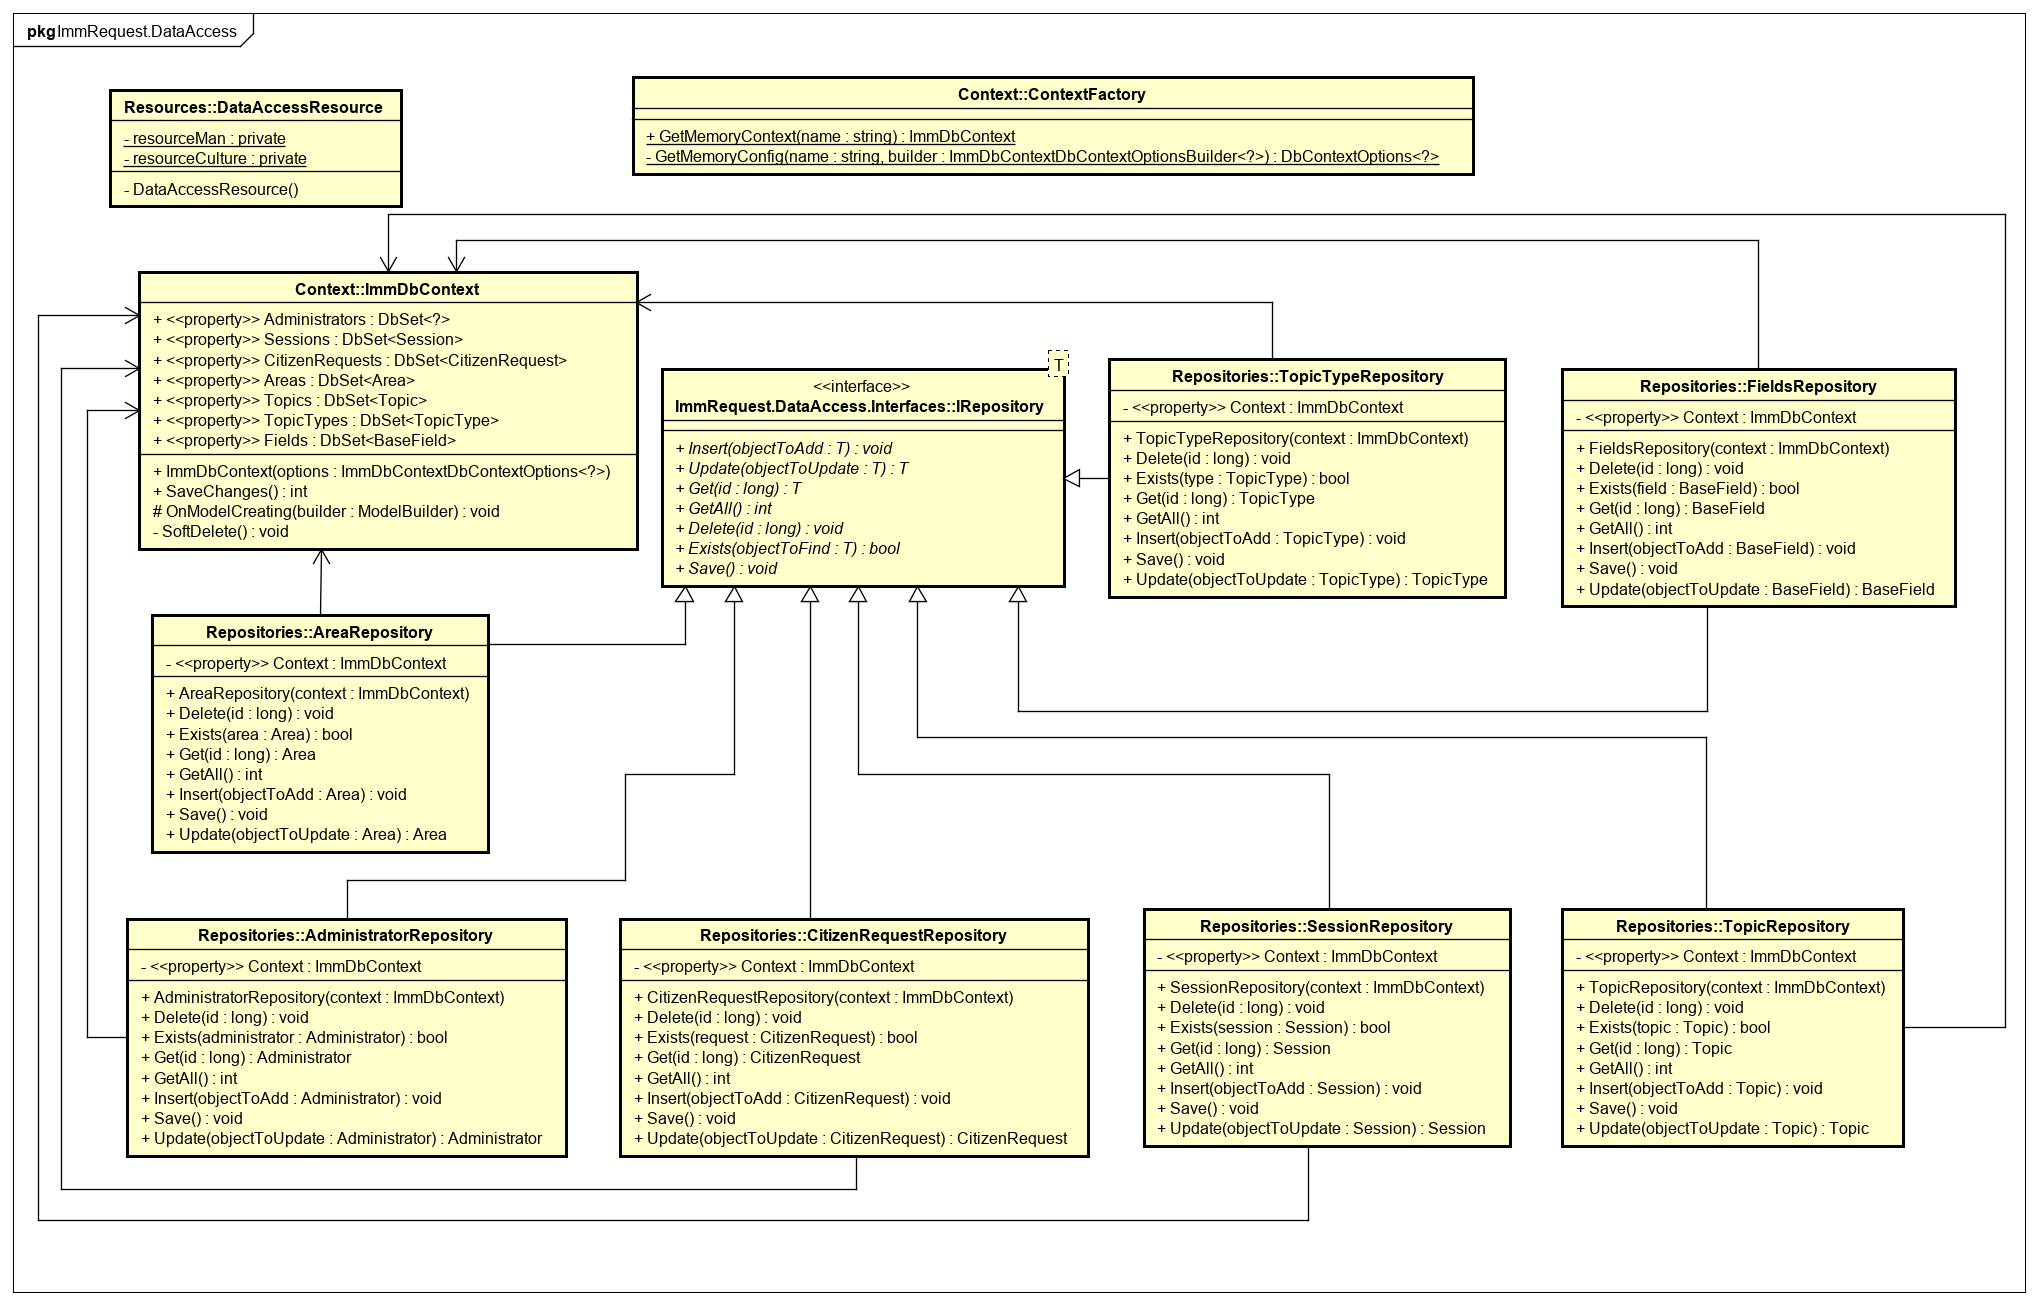 pkg ImmRequest.DataAccess
Resources::DataAccessResource
- resourceMan : private
- resourceCulture : private
- DataAccessResource()
Context::ContextFactory
+ GetMemoryContext(name : string) : ImmDbContext
- GetMemoryConfig(name : string, builder : ImmDbContextDbContextOptionsBuilder<?>) : DbContextOptions<?>
Context::ImmDbContext
+ <<property>> Administrators : DbSet<?>
+ <<property>> Sessions : DbSet<Session>
+ <<property>> CitizenRequests : DbSet<CitizenRequest>
+ <<property>> Areas : DbSet<Area>
+ <<property>> Topics : DbSet<Topic>
+ <<property>> TopicTypes : DbSet<TopicType>
+ <<property>> Fields : DbSet<BaseField>
+ ImmDbContext(options : ImmDbContextDbContextOptions<?>)
+ SaveChanges() : int
# OnModelCreating(builder : ModelBuilder) : void
- SoftDelete() : void
T
<<interface>>
ImmRequest.DataAccess.Interfaces::IRepository
+ Insert(objectToAdd : T) : void
+ Update(objectToUpdate : T) : T
+ Get(id : long) : T
+ GetAll() : int
+ Delete(id : long) : void
+ Exists(objectToFind : T) : bool
+ Save() : void
Repositories::TopicTypeRepository
- <<property>> Context : ImmDbContext
+ TopicTypeRepository(context : ImmDbContext)
+ Delete(id : long) : void
+ Exists(type : TopicType) : bool
+ Get(id : long) : TopicType
+ GetAll() : int
+ Insert(objectToAdd : TopicType) : void
+ Save() : void
+ Update(objectToUpdate : TopicType) : TopicType
Repositories::FieldsRepository
- <<property>> Context : ImmDbContext
+ FieldsRepository(context : ImmDbContext)
+ Delete(id : long) : void
+ Exists(field : BaseField) : bool
+ Get(id : long) : BaseField
+ GetAll() : int
+ Insert(objectToAdd : BaseField) : void
+ Save() : void
+ Update(objectToUpdate : BaseField) : BaseField
Repositories::AreaRepository
- <<property>> Context : ImmDbContext
+ AreaRepository(context : ImmDbContext)
+ Delete(id : long) : void
+ Exists(area : Area) : bool
+ Get(id : long) : Area
+ GetAll() : int
+ Insert(objectToAdd : Area) : void
+ Save() : void
+ Update(objectToUpdate : Area) : Area
Repositories::AdministratorRepository
- <<property>> Context : ImmDbContext
+ AdministratorRepository(context : ImmDbContext)
+ Delete(id : long) : void
+ Exists(administrator : Administrator) : bool
+ Get(id : long) : Administrator
+ GetAll() : int
+ Insert(objectToAdd : Administrator) : void
+ Save() : void
+ Update(objectToUpdate : Administrator) : Administrator
Repositories::CitizenRequestRepository
- <<property>> Context : ImmDbContext
+ CitizenRequestRepository(context : ImmDbContext)
+ Delete(id : long) : void
+ Exists(request : CitizenRequest) : bool
+ Get(id : long) : CitizenRequest
+ GetAll() : int
+ Insert(objectToAdd : CitizenRequest) : void
+ Save() : void
+ Update(objectToUpdate : CitizenRequest) : CitizenRequest
Repositories::SessionRepository
- <<property>> Context : ImmDbContext
+ SessionRepository(context : ImmDbContext)
+ Delete(id : long) : void
+ Exists(session : Session) : bool
+ Get(id : long) : Session
+ GetAll() : int
+ Insert(objectToAdd : Session) : void
+ Save() : void
+ Update(objectToUpdate : Session) : Session
Repositories::TopicRepository
- <<property>> Context : ImmDbContext
+ TopicRepository(context : ImmDbContext)
+ Delete(id : long) : void
+ Exists(topic : Topic) : bool
+ Get(id : long) : Topic
+ GetAll() : int
+ Insert(objectToAdd : Topic) : void
+ Save() : void
+ Update(objectToUpdate : Topic) : Topic